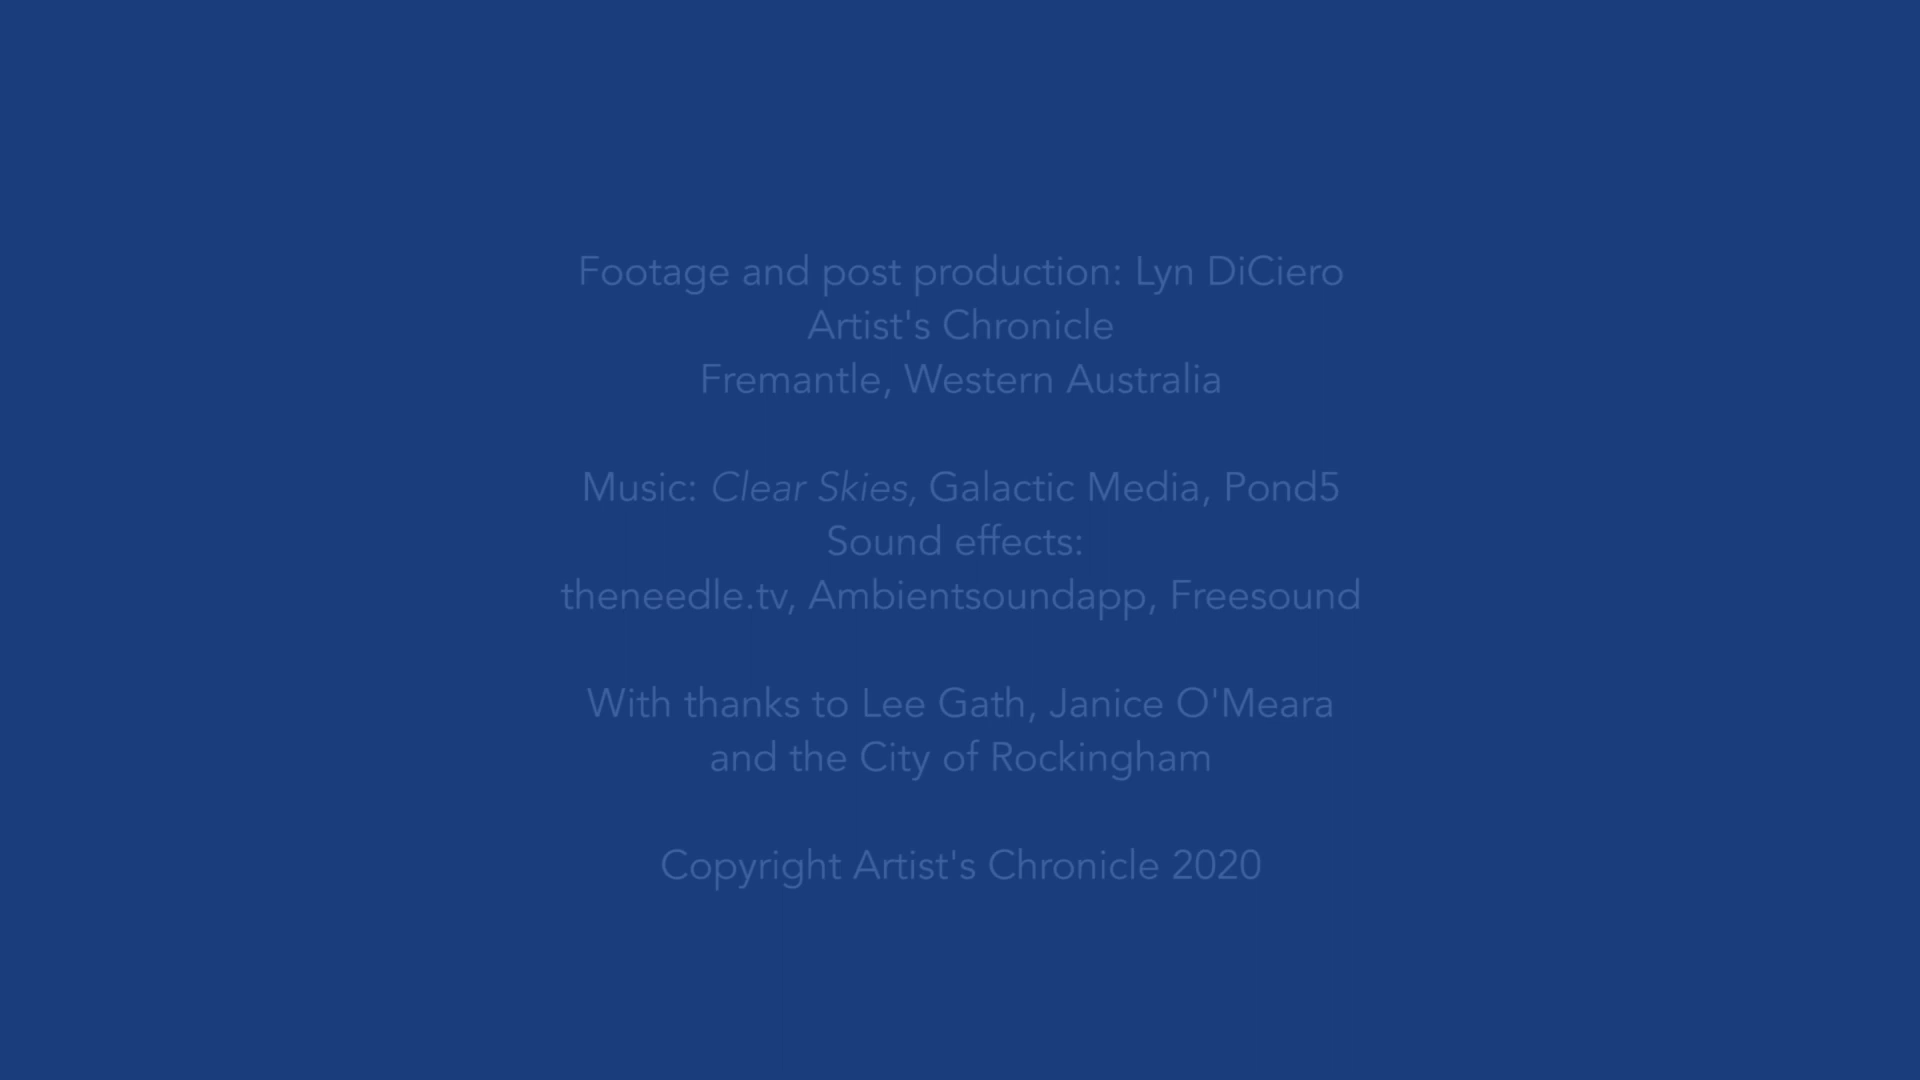 Footage and post production: Lyn DiCiero
Artist's Chronicle
Fremantle, Western Australia
Music: Clear Skies, Galactic Media, Pond5
Sound effects:
theneedle.tv, Ambientsoundapp, Freesound
With thanks to Lee Gath, Janice O'Meara
and the City of Rockingham
Copyright Artist's Chronicle 2020